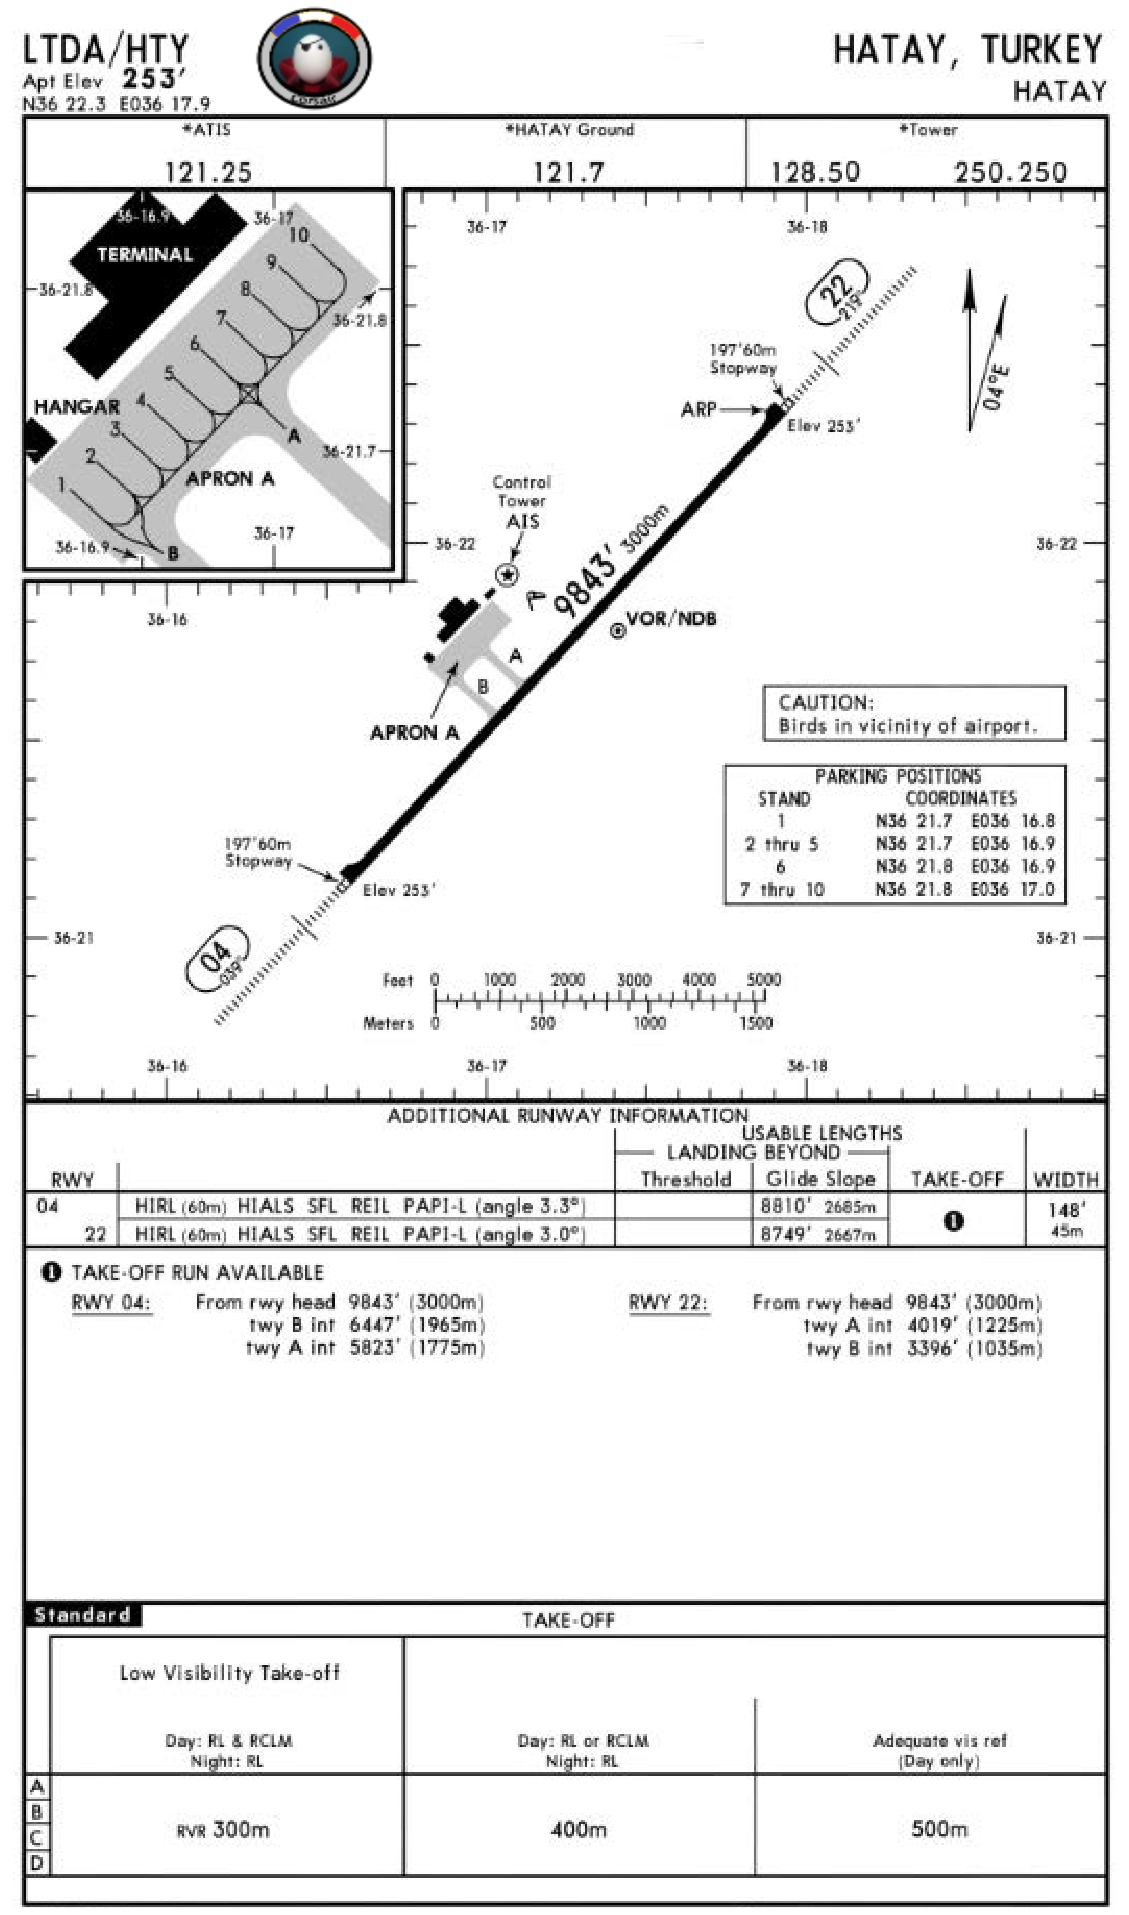 LTDA/HTY
Apt Elev 253'
N36 22.3 E036 17.9
Corsair
HATAY, TURKEY
HATAY
*ATIS
121.25
*HATAY Ground
121.7
*Tower
128.50 250.250
36-16.9
36-17
TERMINAL
10
9
8
7
6
5
4
3
2
1
36-21.8
36-21.8
HANGAR
A
36-21.7
APRON A
36-17
36-16.9
B
36-17
36-18
22
219°
197'60m
Stopway
ARP
Elev 253'
04°E
Control
Tower
AIS
36-22
9843' 3000m
36-22
36-16
VOR/NDB
A
B
APRON A
CAUTION:
Birds in vicinity of airport.
PARKING POSITIONS
STAND COORDINATES
1 N36 21.7 E036 16.8
2 thru 5 N36 21.7 E036 16.9
6 N36 21.8 E036 16.9
7 thru 10 N36 21.8 E036 17.0
197'60m
Stopway
Elev 253'
36-21
36-21
04
039°
Feet 0 1000 2000 3000 4000 5000
Meters 0 500 1000 1500
36-16
36-17
36-18
ADDITIONAL RUNWAY INFORMATION
USABLE LENGTHS
LANDING BEYOND
RWY Threshold Glide Slope TAKE-OFF WIDTH
04 HIRL (60m) HIALS SFL REIL PAPI-L (angle 3.3°) 8810' 2685m
1 148'
22 HIRL (60m) HIALS SFL REIL PAPI-L (angle 3.0°) 8749' 2667m 45m
1 TAKE-OFF RUN AVAILABLE
RWY 04: From rwy head 9843' (3000m) RWY 22: From rwy head 9843' (3000m)
twy B int 6447' (1965m) twy A int 4019' (1225m)
twy A int 5823' (1775m) twy B int 3396' (1035m)
Standard TAKE-OFF
Low Visibility Take-off
Day: RL & RCLM Day: RL or RCLM Adequate vis ref
Night: RL Night: RL (Day only)
A
B
C
D
RVR 300m 400m 500m